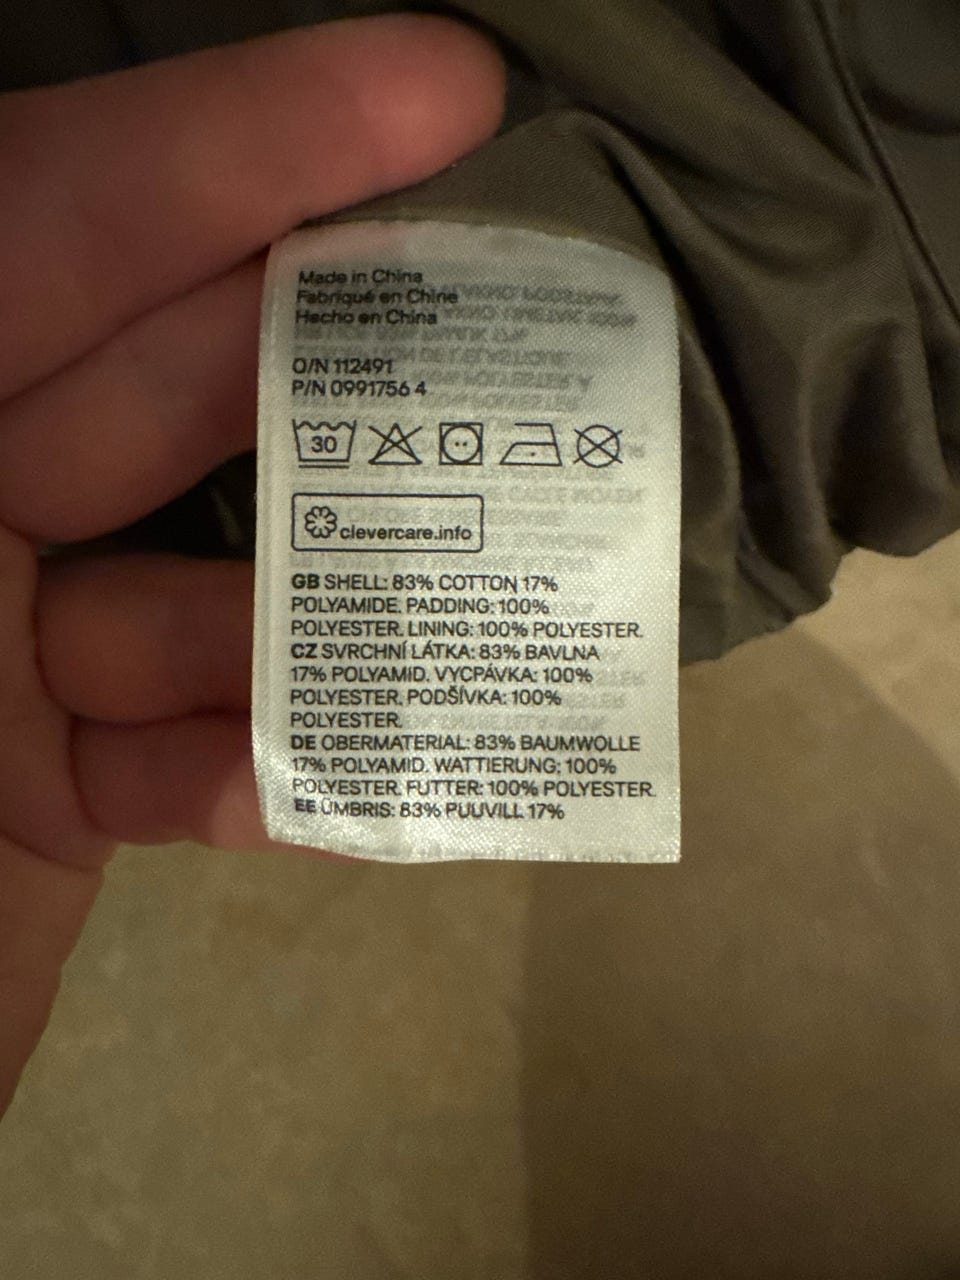 Made in China
Fabriqué en Chine
Hecho en China
O/N 112491
P/N 0991756 4
30
clevercare.info
GB SHELL: 83% COTTON 17%
POLYAMIDE. PADDING: 100%
POLYESTER. LINING: 100% POLYESTER.
CZ SVRCHNÍ LÁTKA: 83% BAVLNA
17% POLYAMID. VYCPÁVKA: 100%
POLYESTER. PODŠÍVKA: 100%
POLYESTER.
DE OBERMATERIAL: 83% BAUMWOLLE
17% POLYAMID. WATTIERUNG: 100%
POLYESTER. FUTTER: 100% POLYESTER.
EE ÜMBRIS: 83% PUUVILL 17%